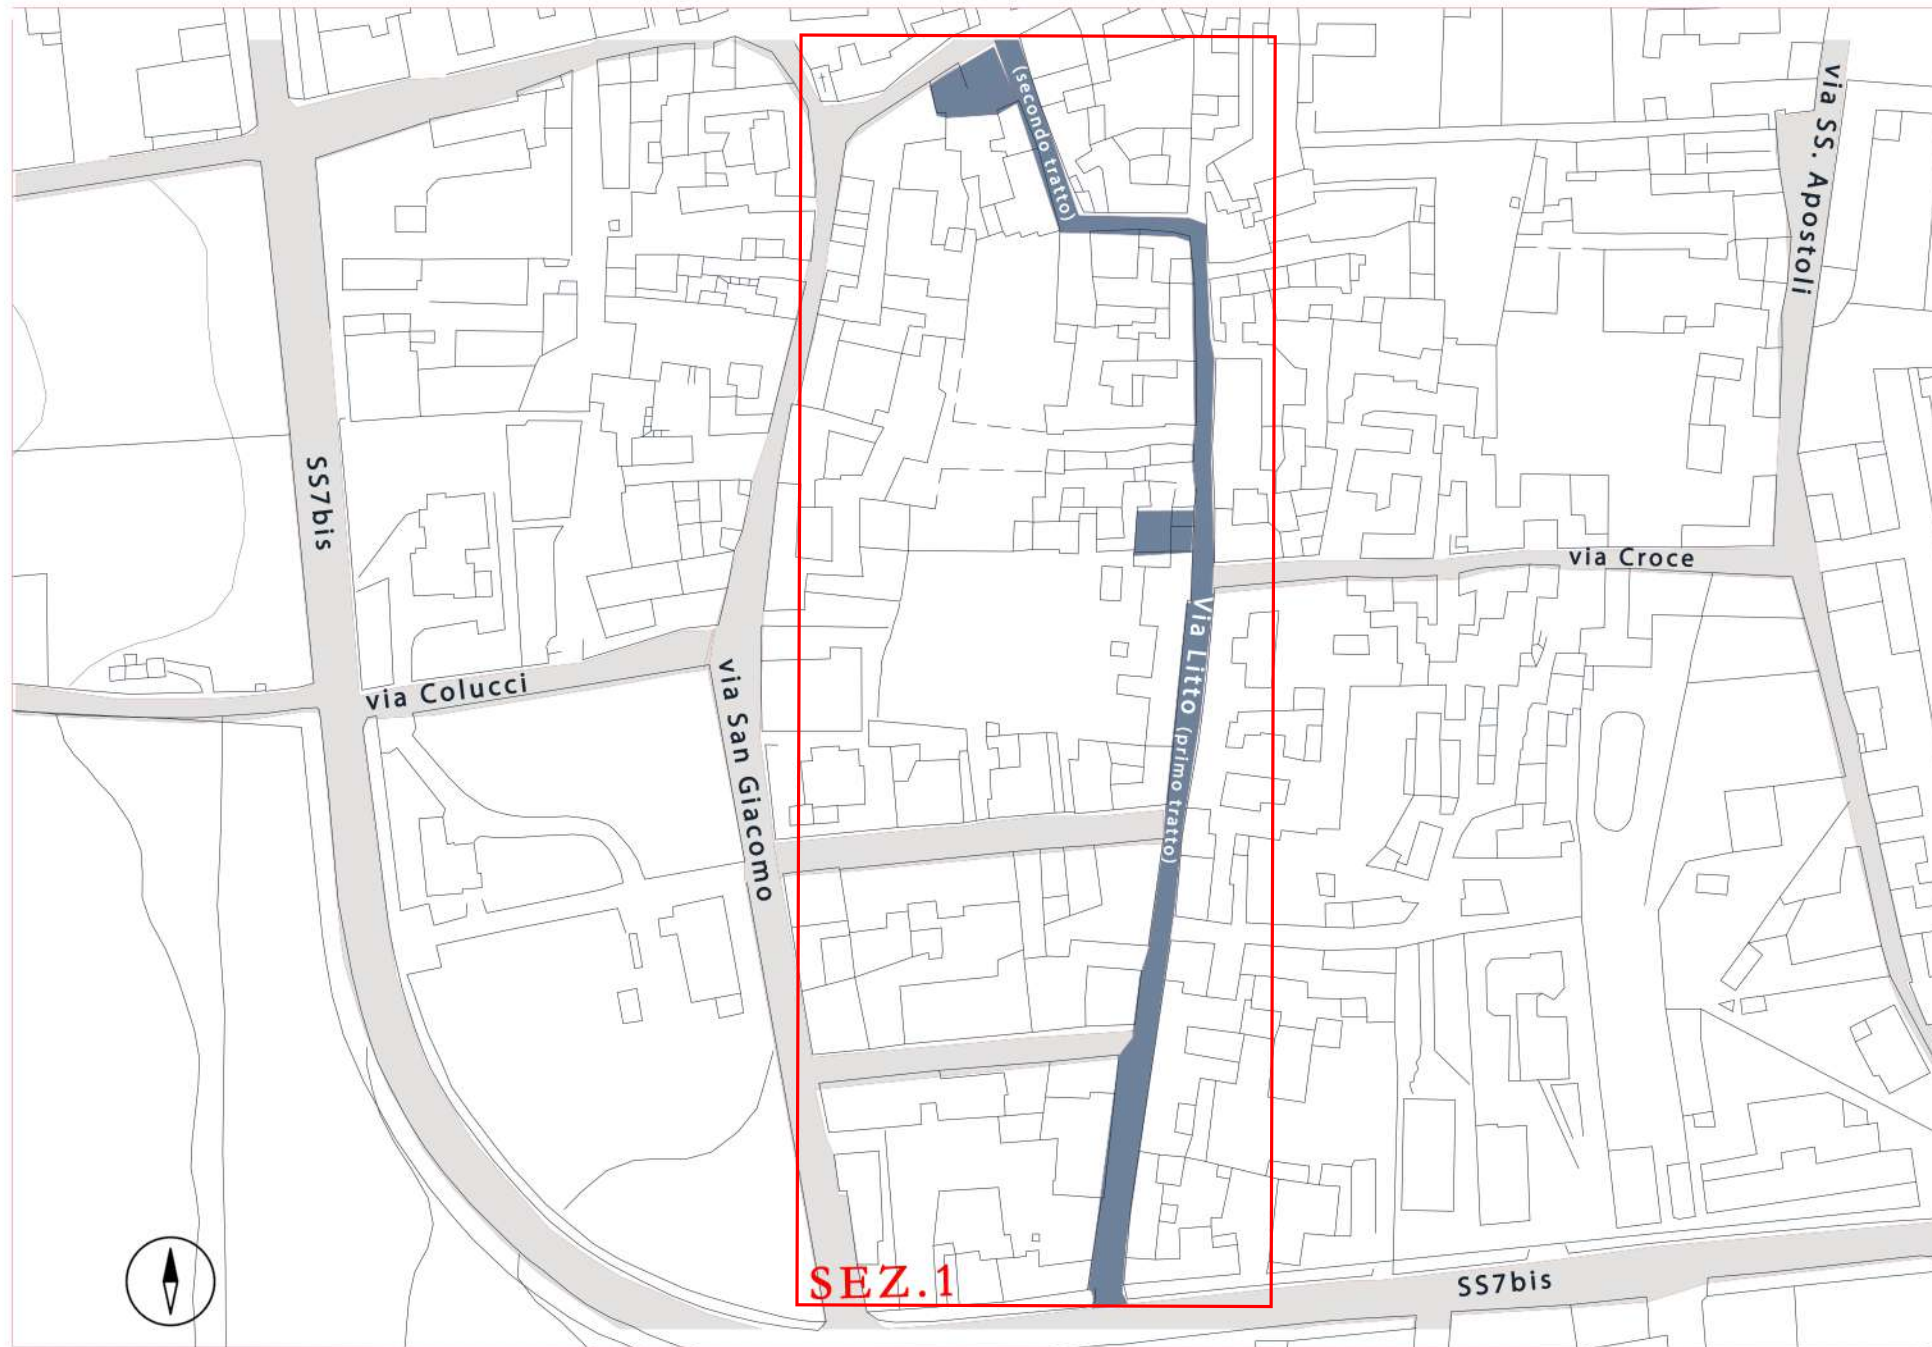 (secondo tratto)
via SS. Apostoli
SS7bis
via Croce
via Colucci
via San Giacomo
Via Litto (primo tratto)
SEZ.1
SS7bis